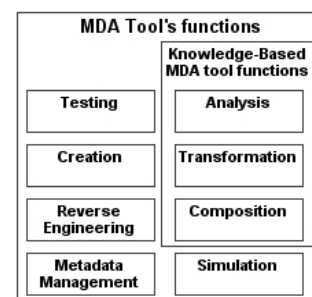 MDA Tool's functions
Knowledge-Based
MDA tool functions
Testing
Analysis
Creation
Transformation
Reverse
Engineering
Composition
Metadata
Management
Simulation